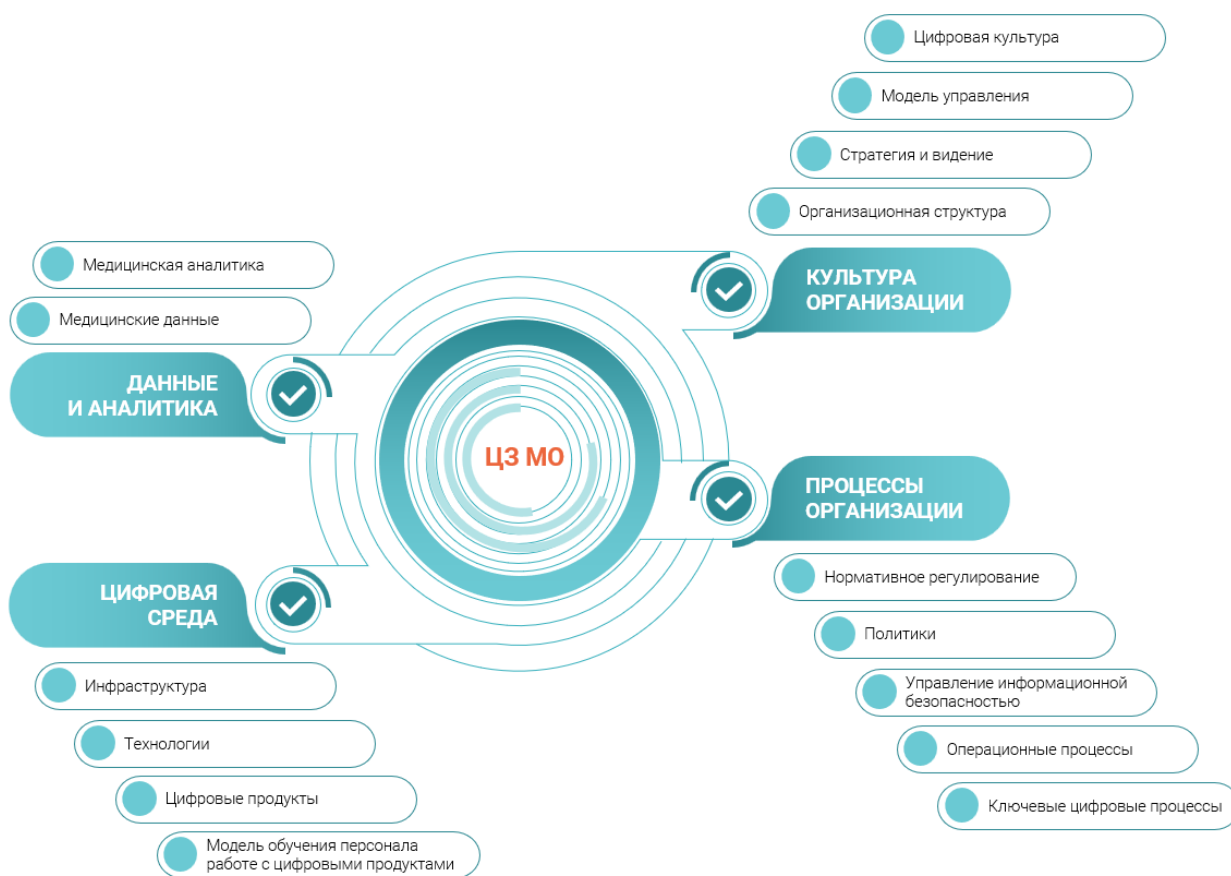 Цифровая культура
Модель управления
Стратегия и видение
Организационная структура
КУЛЬТУРА
ОРГАНИЗАЦИИ
Медицинская аналитика
Медицинские данные
ДАННЫЕ
И АНАЛИТИКА
ЦЗ МО
ПРОЦЕССЫ
ОРГАНИЗАЦИИ
Нормативное регулирование
Политики
Управление информационной
безопасностью
Операционные процессы
Ключевые цифровые процессы
ЦИФРОВАЯ
СРЕДА
Инфраструктура
Технологии
Цифровые продукты
Модель обучения персонала
работе с цифровыми продуктами